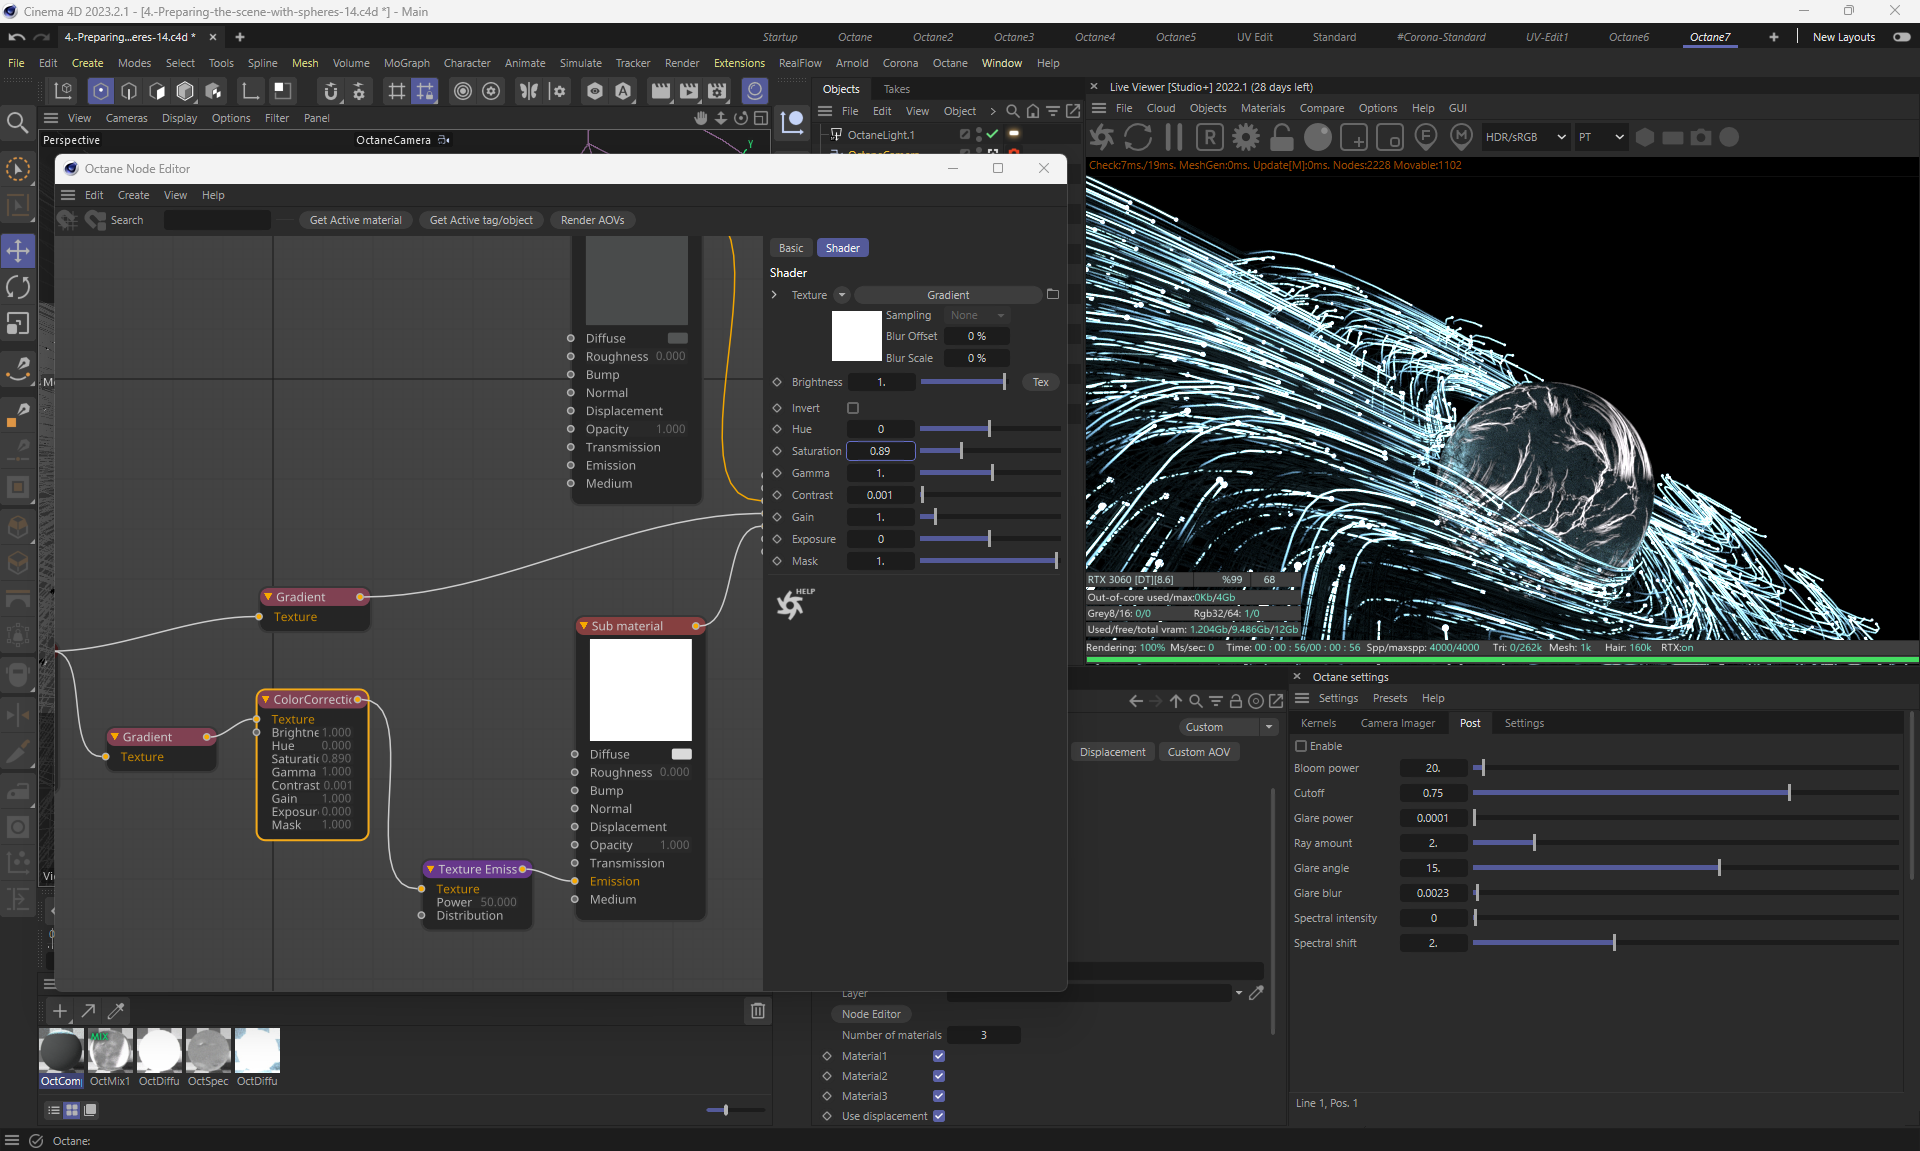 Cinema 4D 2023.2.1 - [4.-Preparing-the-scene-with-spheres-14.c4d *] - Main
4.-Preparing...eres-14.c4d *
Startup Octane Octane2 Octane3 Octane4 Octane5 UV Edit Standard #Corona-Standard UV-Edit1 Octane6 Octane7 New Layouts
File Edit Create Modes Select Tools Spline Mesh Volume MoGraph Character Animate Simulate Tracker Render Extensions RealFlow Arnold Corona Octane Window Help
Objects Takes
File Edit View Object
OctaneLight.1
View Cameras Display Options Filter Panel
Perspective
OctaneCamera
Y
Live Viewer [Studio+] 2022.1 (28 days left)
File Cloud Objects Materials Compare Options Help GUI
R F M
HDR/sRGB PT
Check:7ms./19ms. MeshGen:0ms. Update[M]:0ms. Nodes:2228 Movable:1102
Octane Node Editor
Edit Create View Help
Search
Get Active material Get Active tag/object Render AOVs
Diffuse
Roughness 0.000
Bump
Normal
Displacement
Opacity 1.000
Transmission
Emission
Medium
Basic Shader
Shader
Texture Gradient
Sampling None
Blur Offset 0 %
Blur Scale 0 %
Brightness 1. Tex
Invert
Hue 0
Saturation 0.89
Gamma 1.
Contrast 0.001
Gain 1.
Exposure 0
Mask 1.
HELP
Gradient
Texture
Gradient
Texture
ColorCorrectic
Texture
Brightne 1.000
Hue 0.000
Saturatic 0.890
Gamma 1.000
Contrast 0.001
Gain 1.000
Exposur 0.000
Mask 1.000
Texture Emiss
Texture
Power 50.000
Distribution
Sub material
Diffuse
Roughness 0.000
Bump
Normal
Displacement
Opacity 1.000
Transmission
Emission
Medium
RTX 3060 [DT][8.6] %99 68
Out-of-core used/max:0Kb/4Gb
Grey8/16: 0/0 Rgb32/64: 1/0
Used/free/total vram: 1.204Gb/9.486Gb/12Gb
Rendering: 100% Ms/sec: 0 Time: 00 : 00 : 56/00 : 00 : 56 Spp/maxspp: 4000/4000 Tri: 0/262k Mesh: 1k Hair: 160k RTX:on
Custom
Displacement Custom AOV
Layer
Node Editor
Number of materials 3
Material1
Material2
Material3
Use displacement
Octane settings
Settings Presets Help
Kernels Camera Imager Post Settings
Enable
Bloom power 20.
Cutoff 0.75
Glare power 0.0001
Ray amount 2.
Glare angle 15.
Glare blur 0.0023
Spectral intensity 0
Spectral shift 2.
Line 1, Pos. 1
MIX
OctCom OctMix1 OctDiffu OctSpec OctDiffu
Octane: